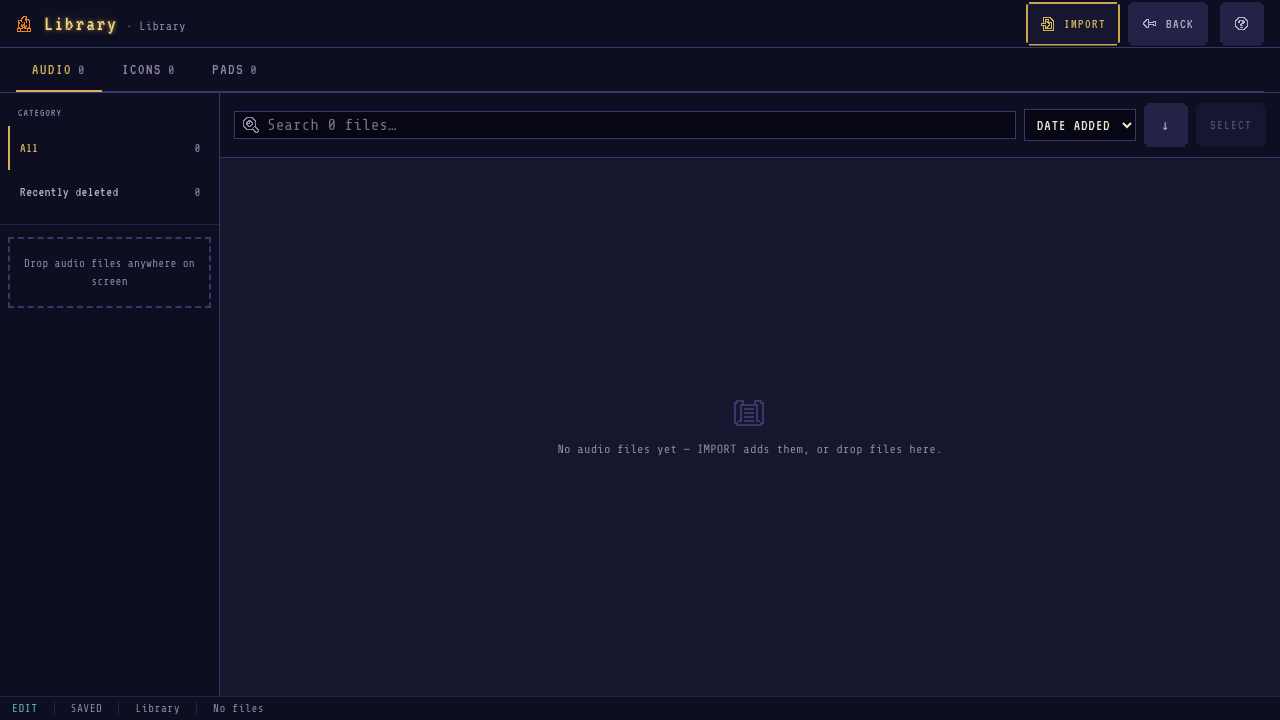 Library · Library
IMPORT
BACK
AUDIO 0
ICONS 0
PADS 0
CATEGORY
All 0
Recently deleted 0
Drop audio files anywhere on
screen
Search 0 files…
DATE ADDED
↓
SELECT
No audio files yet — IMPORT adds them, or drop files here.
EDIT
SAVED
Library
No files